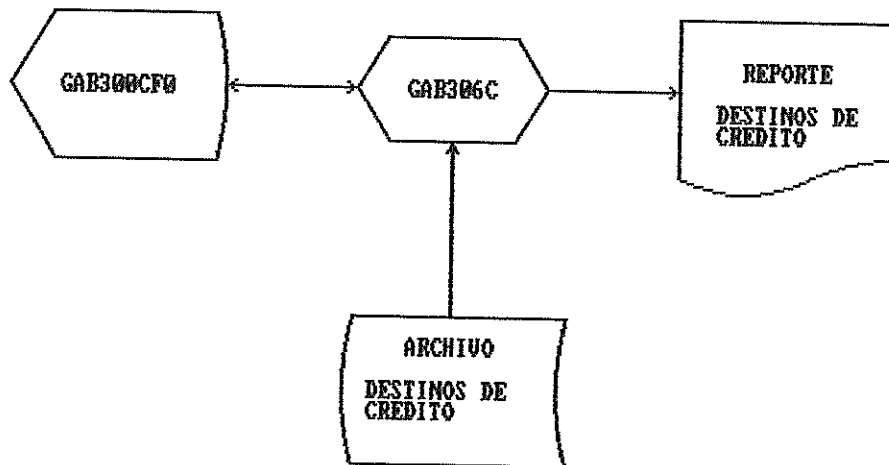 GAB300CF0
GAB306C
REPORTE
DESTINOS DE
CREDITO
ARCHIVO
DESTINOS DE
CREDITO